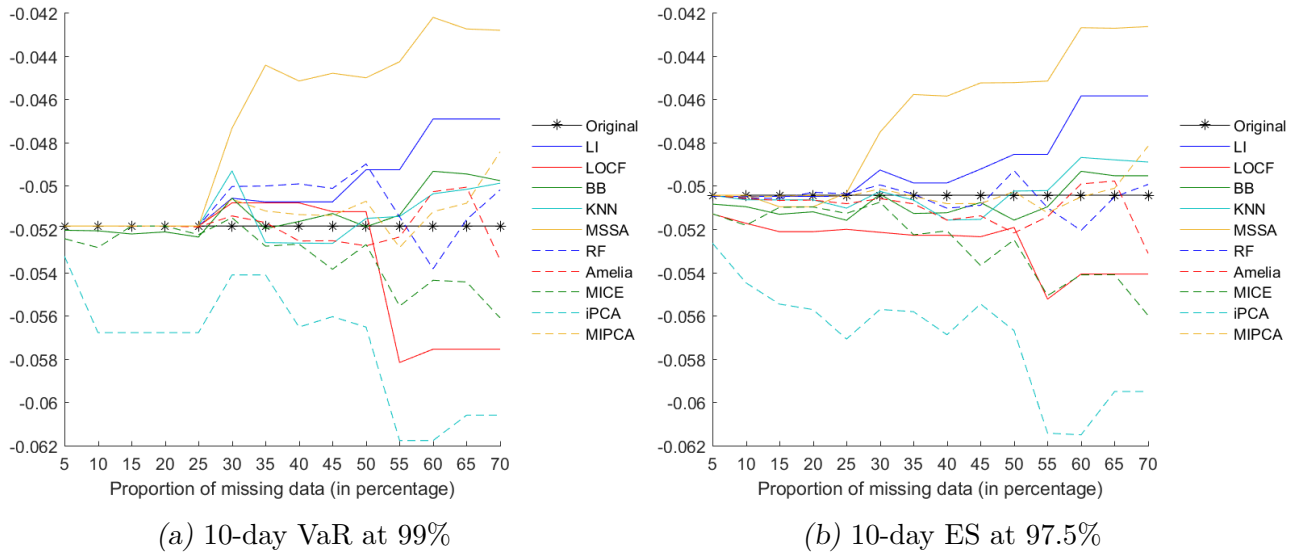 -0.042
-0.044
-0.046
-0.048
-0.05
-0.052
-0.054
-0.056
-0.058
-0.06
-0.062
5 10 15 20 25 30 35 40 45 50 55 60 65 70
Proportion of missing data (in percentage)
Original
LI
LOCF
BB
KNN
MSSA
RF
Amelia
MICE
iPCA
MIPCA
(a) 10-day VaR at 99%
-0.042
-0.044
-0.046
-0.048
-0.05
-0.052
-0.054
-0.056
-0.058
-0.06
-0.062
5 10 15 20 25 30 35 40 45 50 55 60 65 70
Proportion of missing data (in percentage)
Original
LI
LOCF
BB
KNN
MSSA
RF
Amelia
MICE
iPCA
MIPCA
(b) 10-day ES at 97.5%